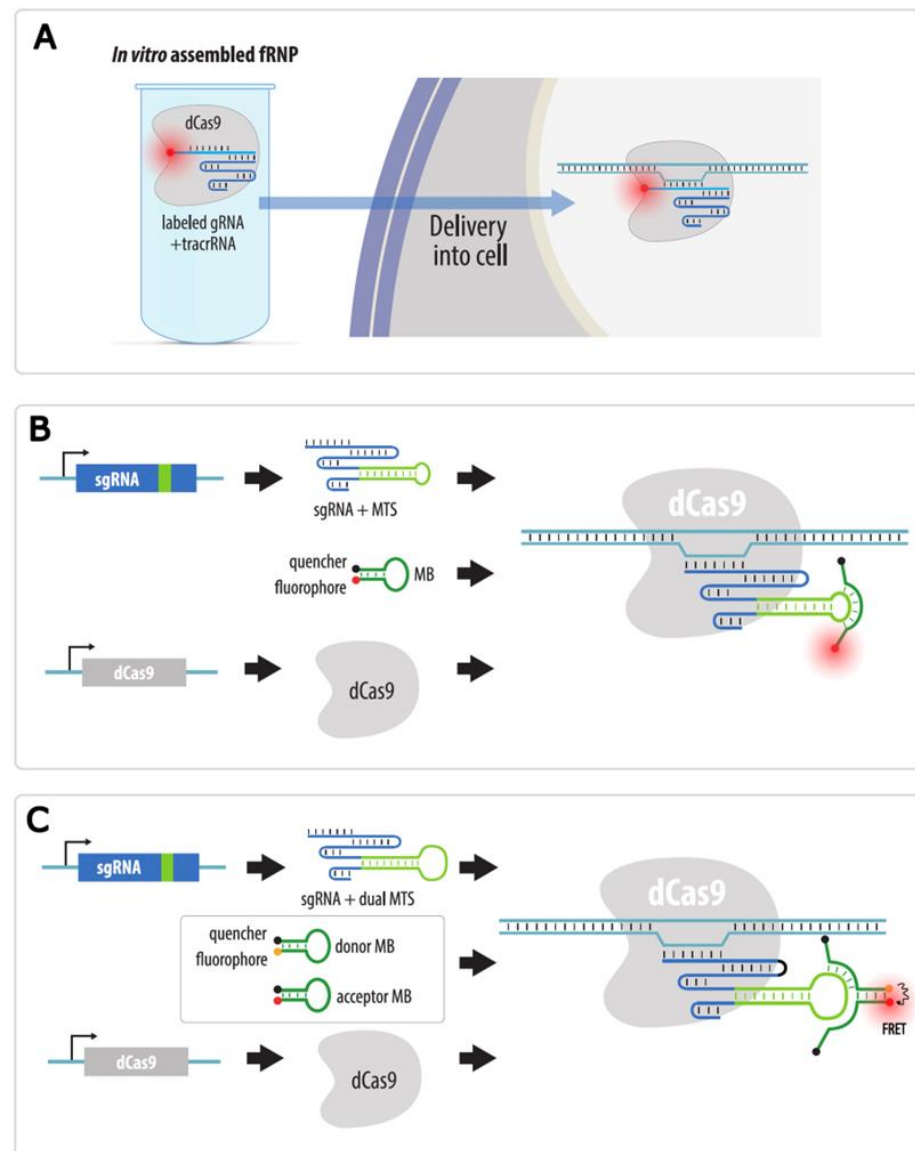 A
In vitro assembled fRNP
dCas9
labeled gRNA
+tracrRNA
Delivery
into cell
B
sgRNA
sgRNA + MTS
quencher
fluorophore
MB
dCas9
dCas9
dCas9
C
sgRNA
sgRNA + dual MTS
quencher
fluorophore
donor MB
acceptor MB
dCas9
dCas9
dCas9
FRET